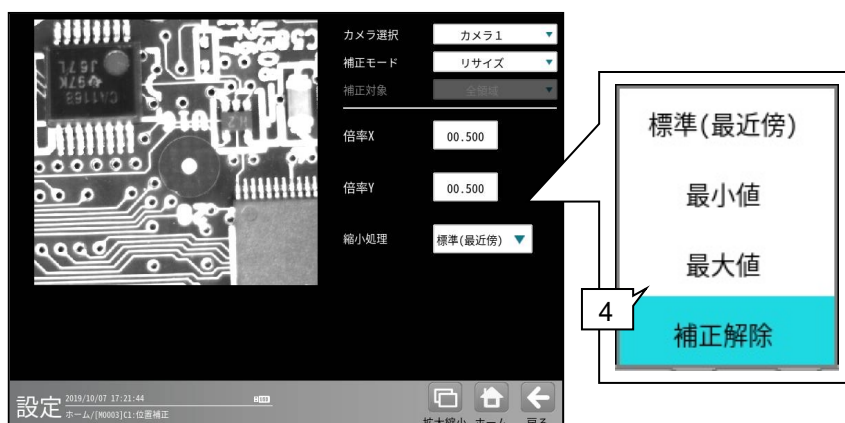 カメラ選択 カメラ1
補正モード リサイズ
補正対象 全領域
倍率X 00.500
倍率Y 00.500
縮小処理 標準(最近傍)
標準(最近傍)
最小値
最大値
4
補正解除
設定 2019/10/07 17:21:44
ホーム/[M0003]C1:位置補正
拡大縮小 ホーム 戻る